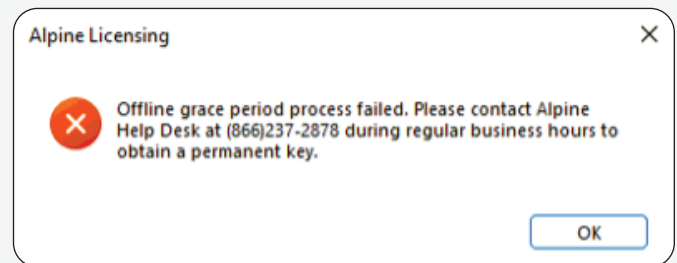 Alpine Licensing
Offline grace period process failed. Please contact Alpine
Help Desk at (866)237-2878 during regular business hours to
obtain a permanent key.
OK